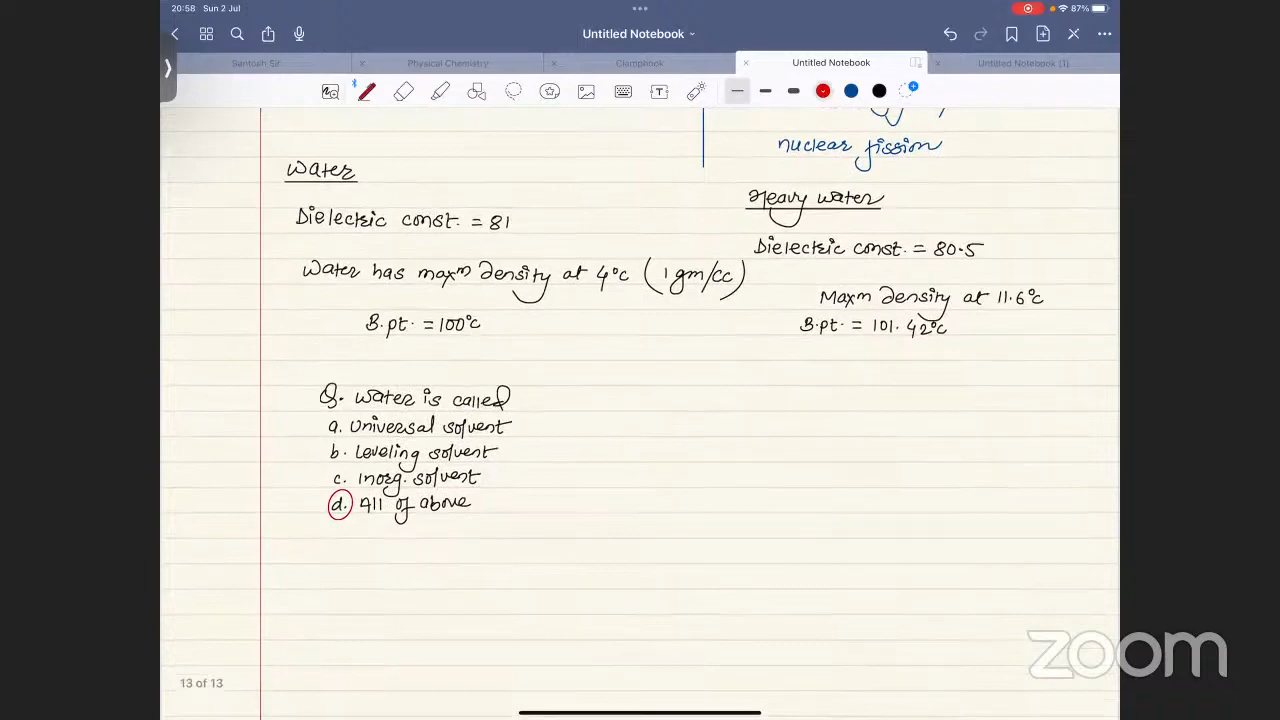 20:58 Sun 2 Jul
87%
Untitled Notebook
Santosh Sir
Physical Chemistry
Untitled Notebook
Untitled Notebook (1)
nuclear fission
Water
Heavy water
Dielectric const. = 81
Dielectric const. = 80.5
Water has maxm density at 4°C (1 gm/cc)
Maxm density at 11.6°C
B.pt. = 100°C
B.pt. = 101.42°C
Q. Water is called
a. Universal solvent
b. Leveling solvent
c. Inorg. solvent
d. All of above
zoom
13 of 13